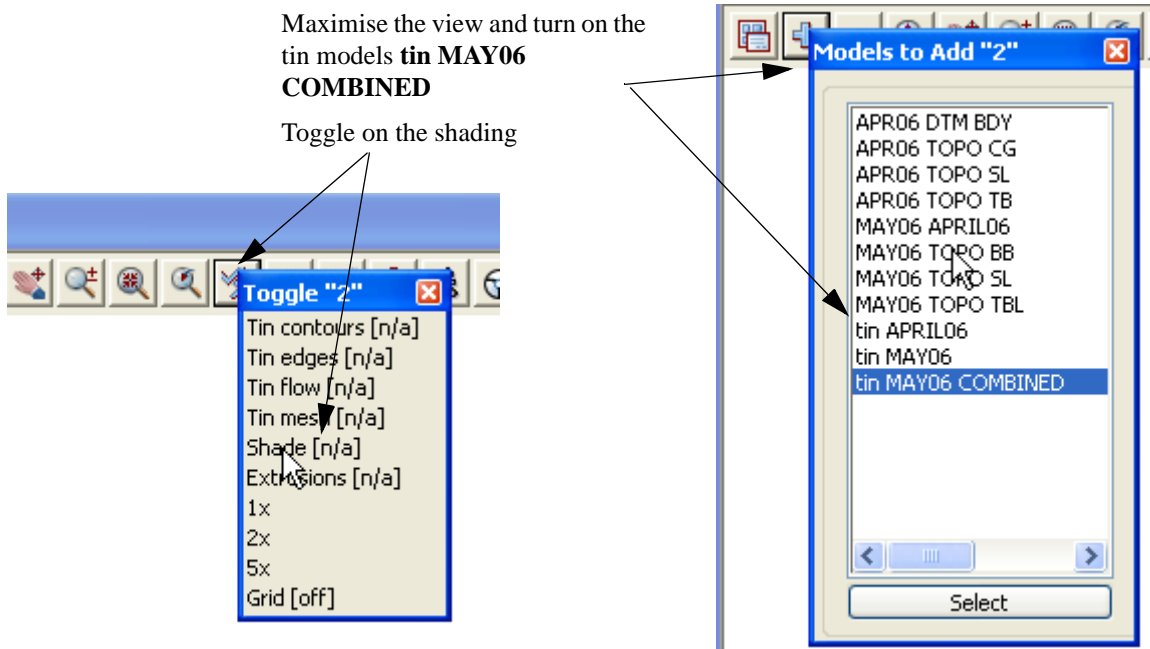 Maximise the view and turn on the
tin models tin MAY06
COMBINED
Toggle on the shading
Toggle "2"
Tin contours [n/a]
Tin edges [n/a]
Tin flow [n/a]
Tin mesh [n/a]
Shade [n/a]
Extrusions [n/a]
1x
2x
5x
Grid [off]
Models to Add "2"
APR06 DTM BDY
APR06 TOPO CG
APR06 TOPO SL
APR06 TOPO TB
MAY06 APRIL06
MAY06 TOPO BB
MAY06 TOPO SL
MAY06 TOPO TBL
tin APRIL06
tin MAY06
tin MAY06 COMBINED
Select